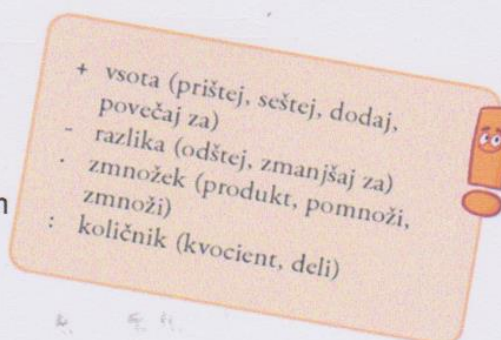 + vsota (prištej, seštej, dodaj,
povečaj za)
- razlika (odštej, zmanjšaj za)
· zmnožek (produkt, pomnoži,
zmnoži)
: količnik (kvocient, deli)